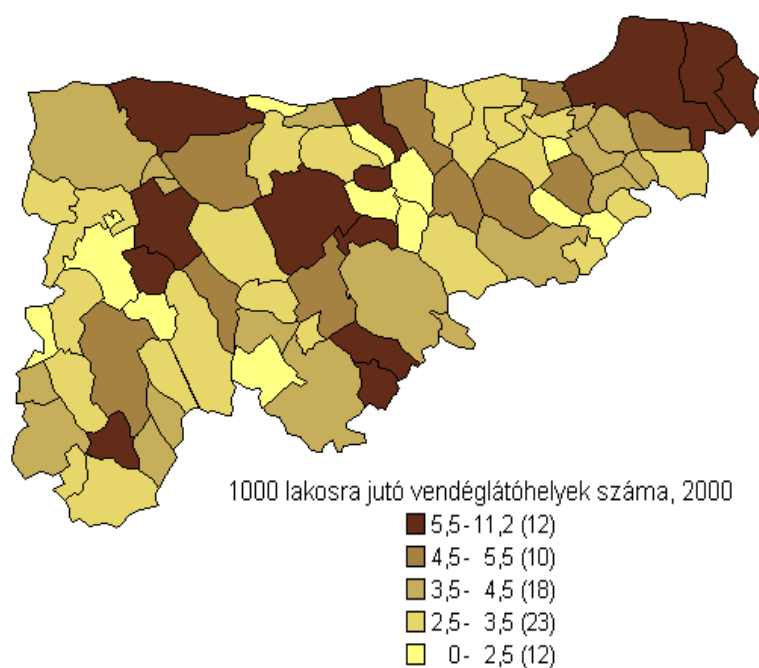 1000 lakosra jutó vendéglátóhelyek száma, 2000
5,5-11,2 (12)
4,5- 5,5 (10)
3,5- 4,5 (18)
2,5- 3,5 (23)
0- 2,5 (12)